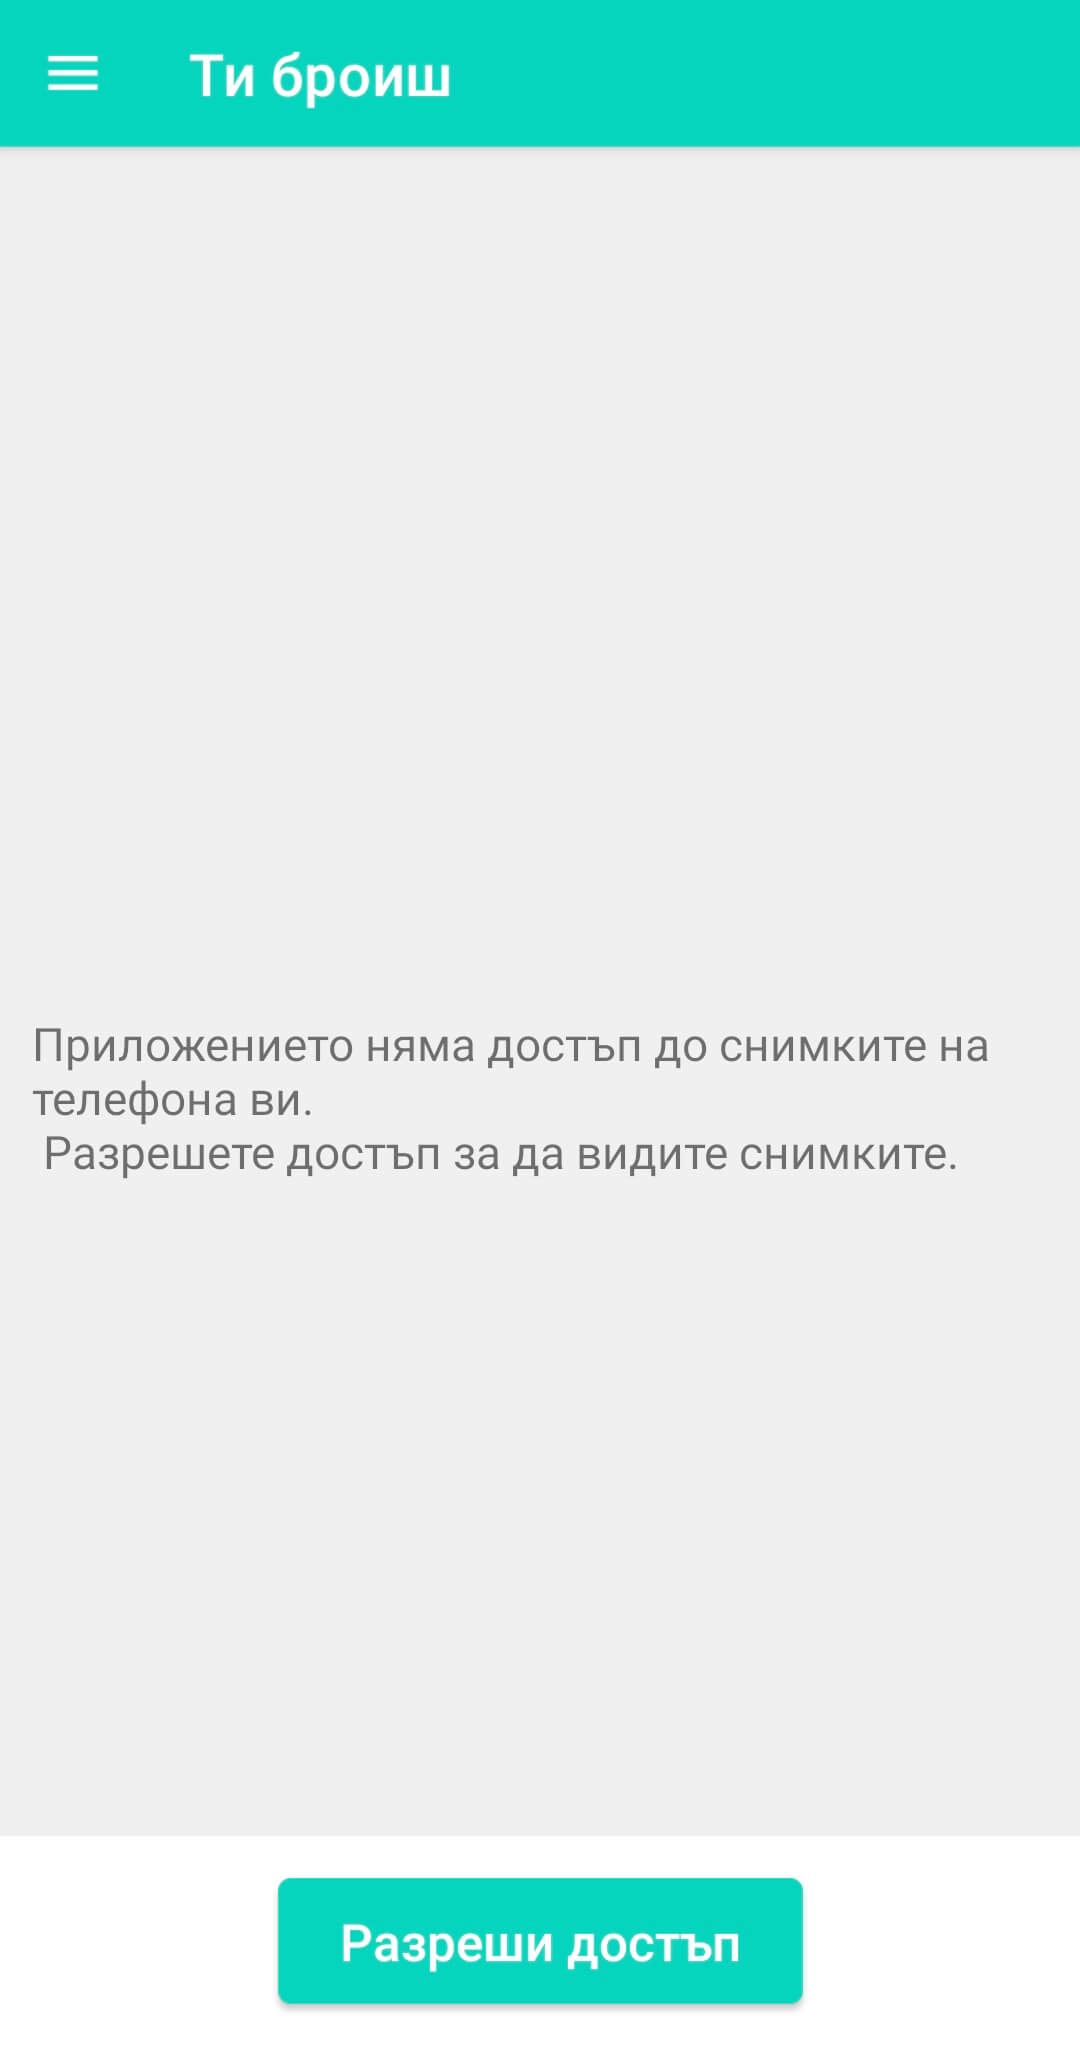 Ти броиш
Приложението няма достъп до снимките на
телефона ви.
Разрешете достъп за да видите снимките.
Разреши достъп